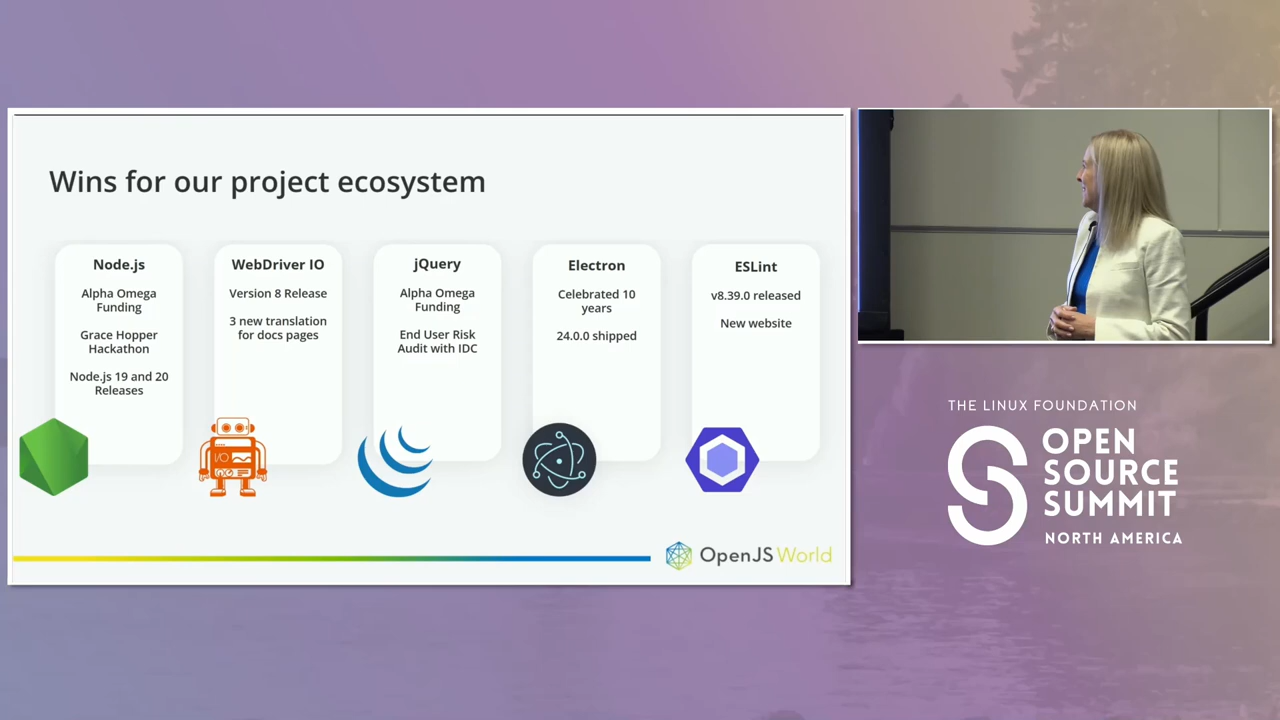 Wins for our project ecosystem
Node.js
Alpha Omega
Funding
Grace Hopper
Hackathon
Node.js 19 and 20
Releases
WebDriver IO
Version 8 Release
3 new translation
for docs pages
jQuery
Alpha Omega
Funding
End User Risk
Audit with IDC
Electron
Celebrated 10
years
24.0.0 shipped
ESLint
v8.39.0 released
New website
I/O
OpenJS World
THE LINUX FOUNDATION
OPEN
SOURCE
SUMMIT
NORTH AMERICA